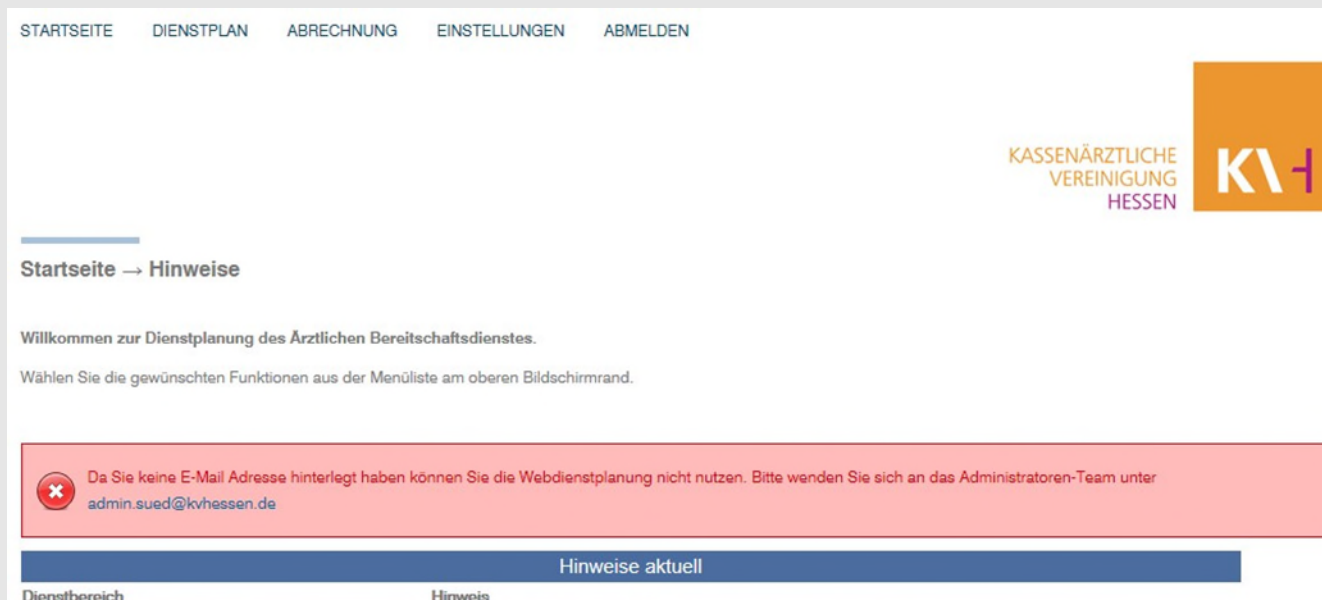 STARTSEITE DIENSTPLAN ABRECHNUNG EINSTELLUNGEN ABMELDEN
KASSENÄRZTLICHE
VEREINIGUNG
HESSEN
KVH
Startseite → Hinweise
Willkommen zur Dienstplanung des Ärztlichen Bereitschaftsdienstes.
Wählen Sie die gewünschten Funktionen aus der Menüliste am oberen Bildschirmrand.
Da Sie keine E-Mail Adresse hinterlegt haben können Sie die Webdienstplanung nicht nutzen. Bitte wenden Sie sich an das Administratoren-Team unter
admin.sued@kvhessen.de
Hinweise aktuell
Dienstbereich Hinweis